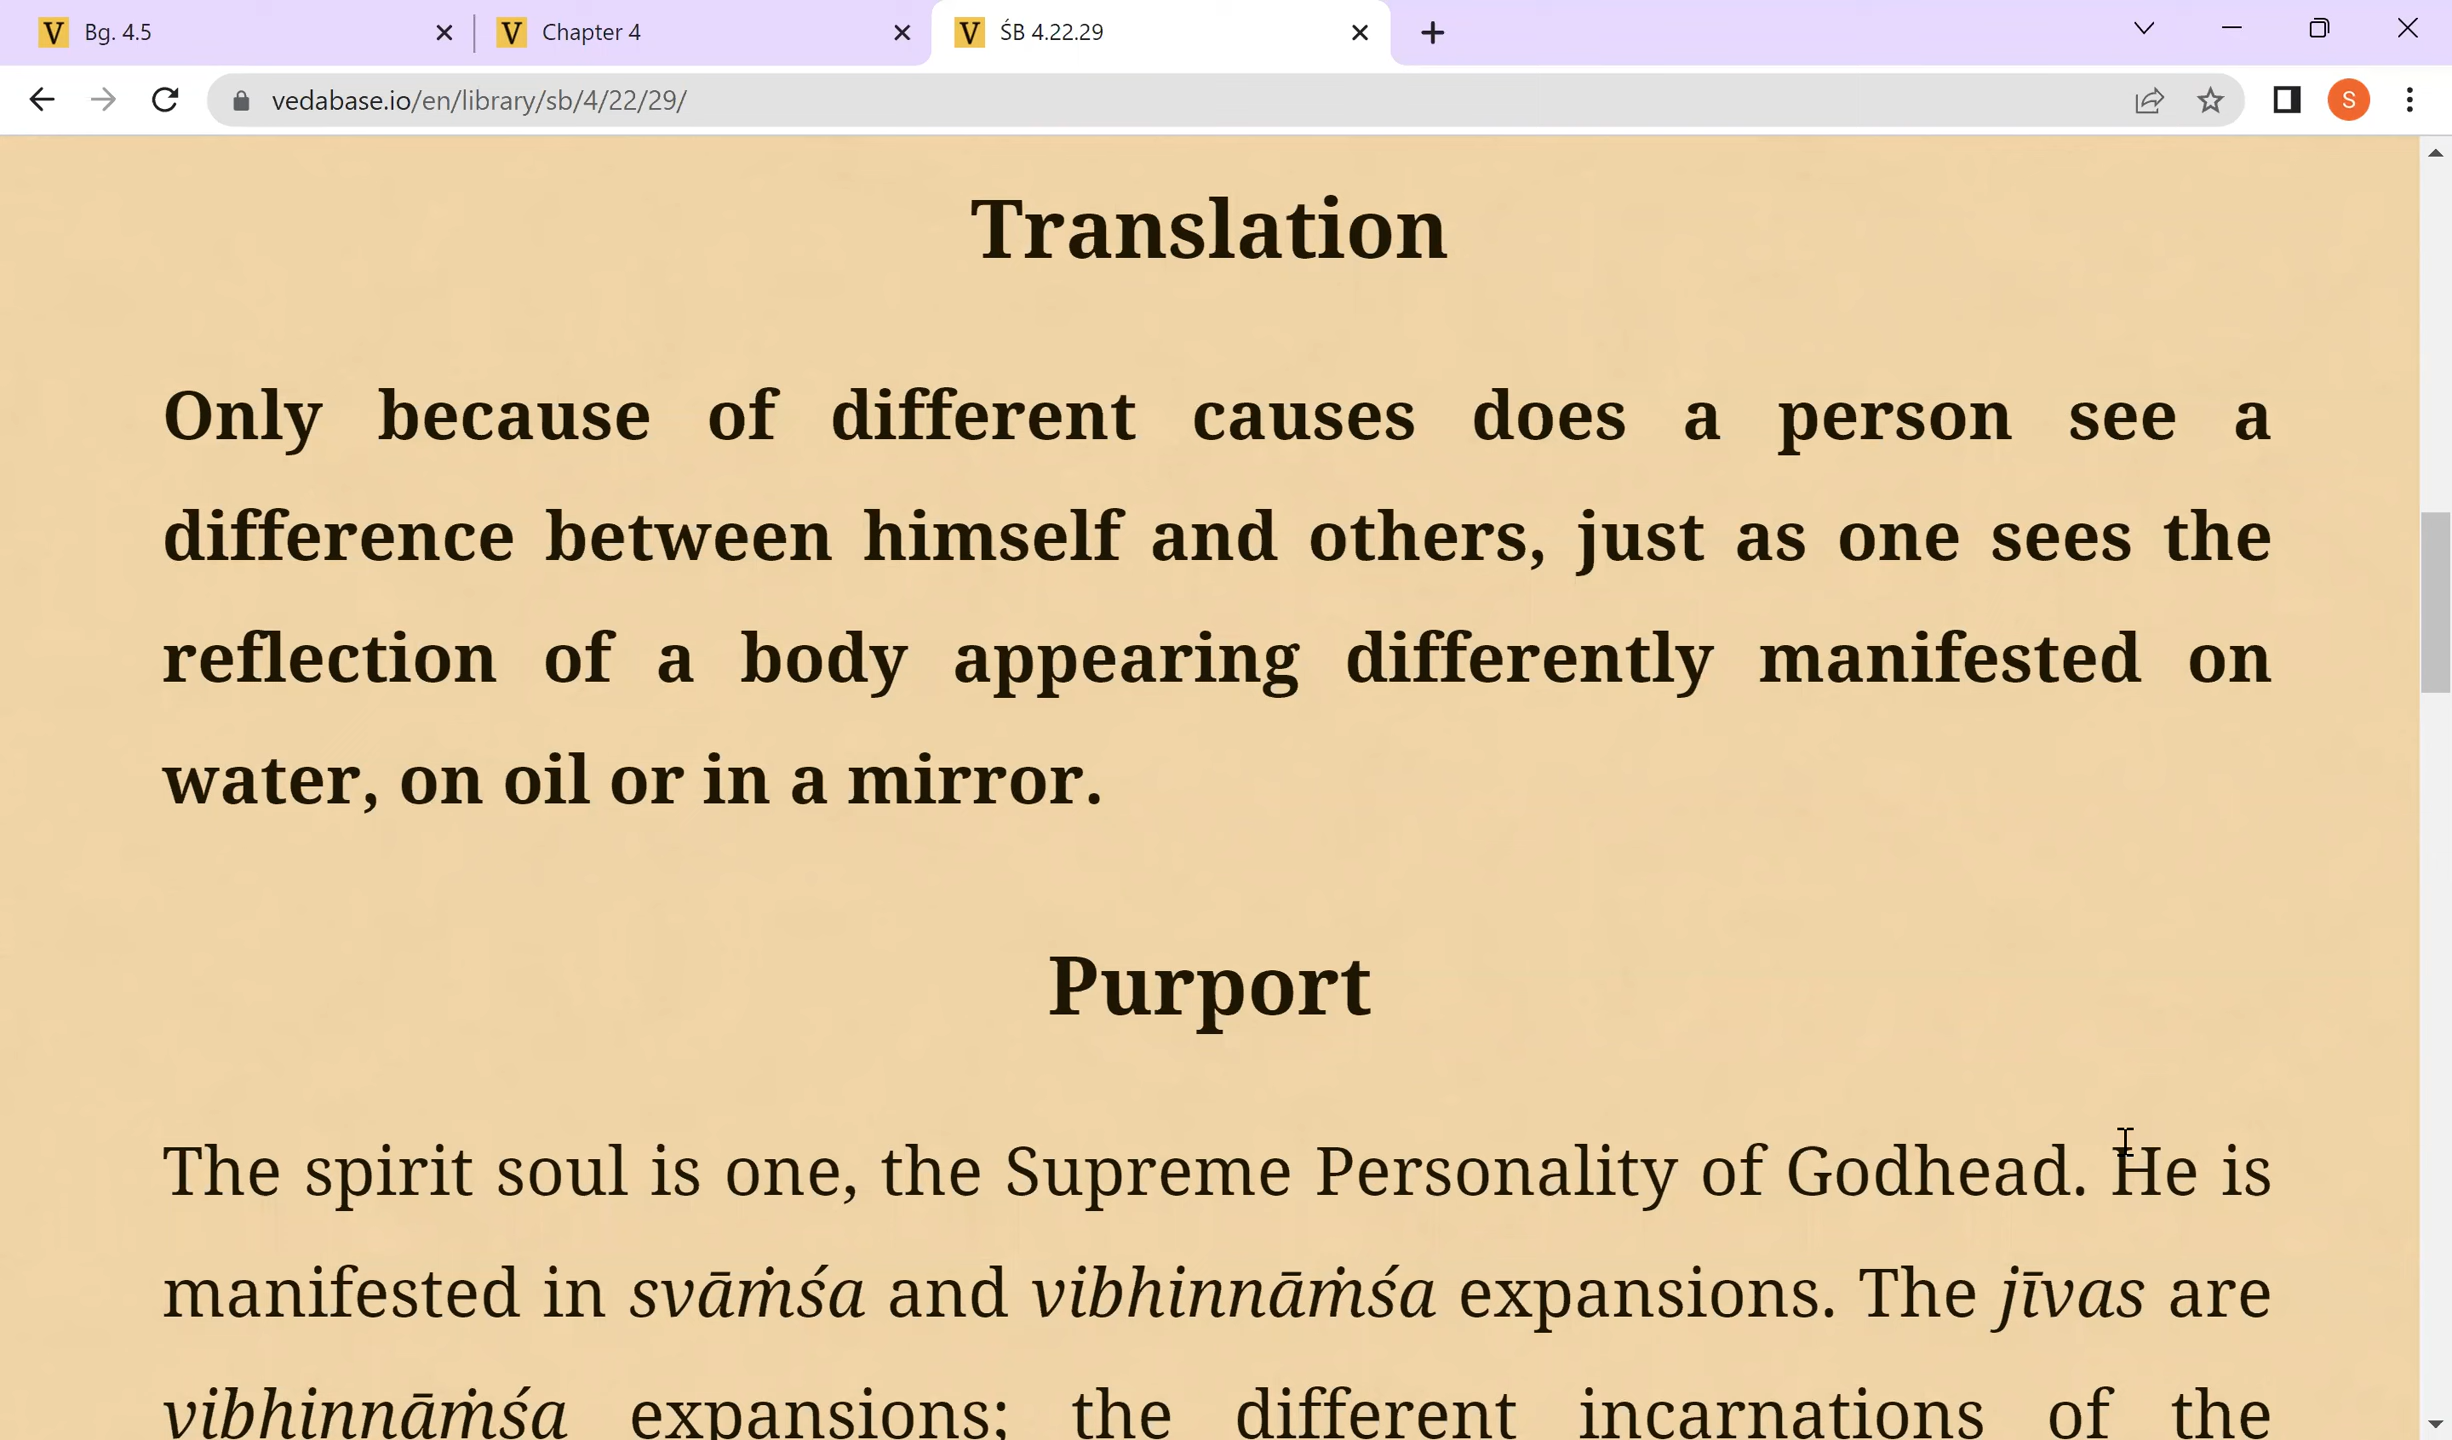 Bg. 4.5
Chapter 4
ŚB 4.22.29
vedabase.io/en/library/sb/4/22/29/
S
Translation
Only because of different causes does a person see a
difference between himself and others, just as one sees the
reflection of a body appearing differently manifested on
water, on oil or in a mirror.
Purport
The spirit soul is one, the Supreme Personality of Godhead. He is
manifested in svāṁśa and vibhinnāṁśa expansions. The jīvas are
vibhinnāṁśa expansions; the different incarnations of the